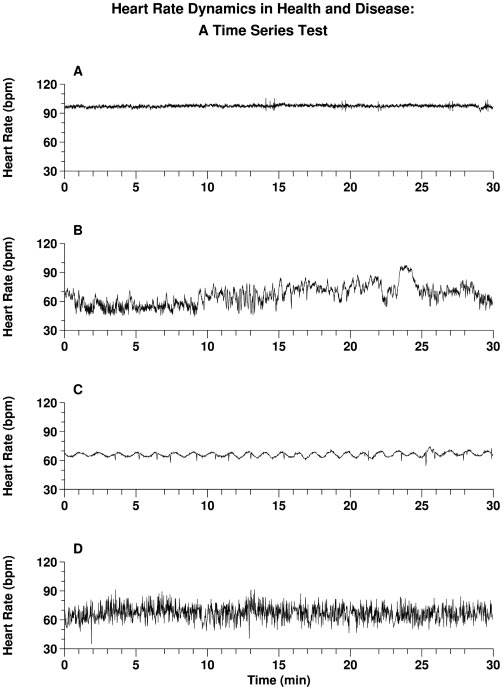 Heart Rate Dynamics in Health and Disease:
A Time Series Test
A
Heart Rate (bpm)
120
90
60
30
0 5 10 15 20 25 30
B
Heart Rate (bpm)
120
90
60
30
0 5 10 15 20 25 30
C
Heart Rate (bpm)
120
90
60
30
0 5 10 15 20 25 30
D
Heart Rate (bpm)
120
90
60
30
0 5 10 15 20 25 30
Time (min)